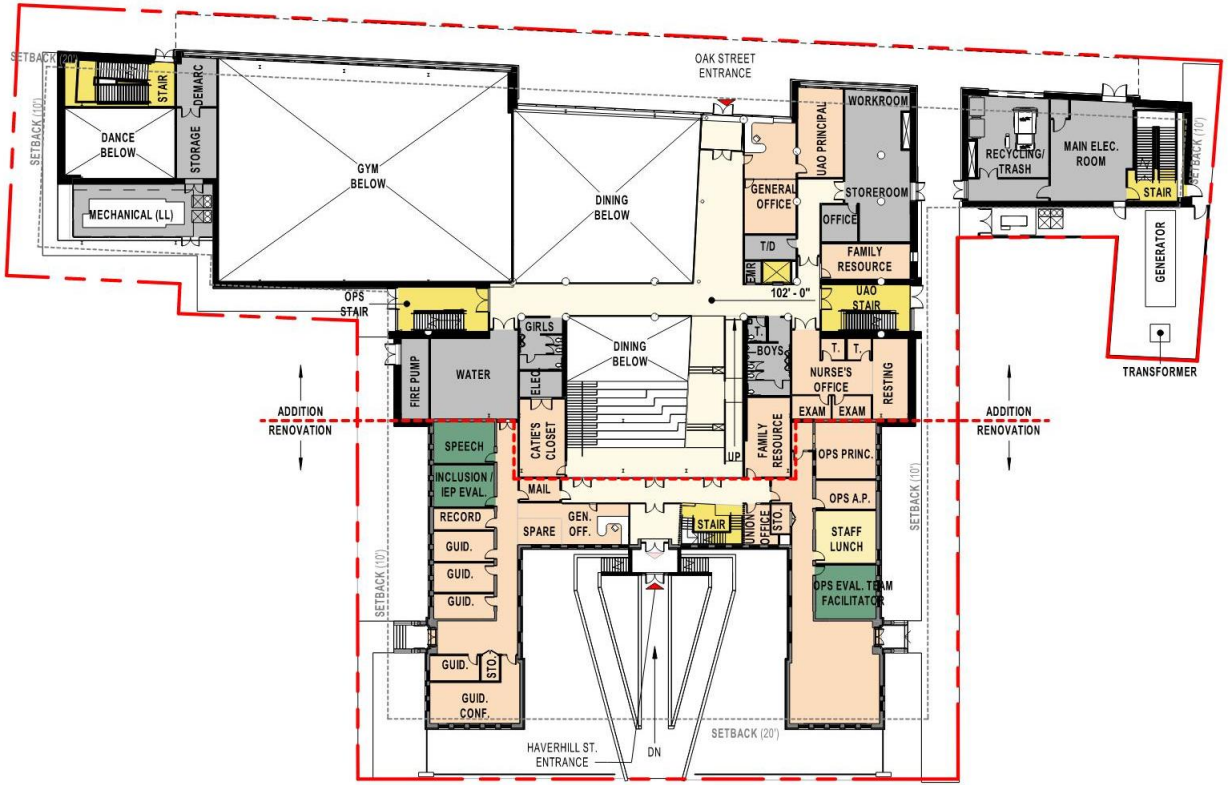 SETBACK (20')
OAK STREET
ENTRANCE
STAIR
DEMARC
SETBACK (10')
DANCE
BELOW
STORAGE
MECHANICAL (LL)
GYM
BELOW
DINING
BELOW
UAO PRINCIPAL
WORKROOM
GENERAL
OFFICE
STOREROOM
OFFICE
T/D
EMR
FAMILY
RESOURCE
RECYCLING/
TRASH
MAIN ELEC.
ROOM
STAIR
SETBACK (10')
GENERATOR
TRANSFORMER
OPS
STAIR
102' - 0"
UAO
STAIR
GIRLS
DINING
BELOW
T.
BOYS
T.
T.
NURSE'S
OFFICE
RESTING
FIRE PUMP
WATER
ELEC.
EXAM
EXAM
ADDITION
RENOVATION
ADDITION
RENOVATION
CATIE'S
CLOSET
UP
FAMILY
RESOURCE
SPEECH
INCLUSION /
IEP EVAL.
OPS PRINC.
MAIL
OPS A.P.
RECORD
SPARE
GEN.
OFF.
STAIR
UNION
OFFICE
STO.
STAFF
LUNCH
GUID.
GUID.
GUID.
OPS EVAL. TEAM
FACILITATOR
SETBACK (10')
SETBACK (10')
GUID.
STO.
GUID.
CONF.
SETBACK (20')
HAVERHILL ST.
ENTRANCE
DN